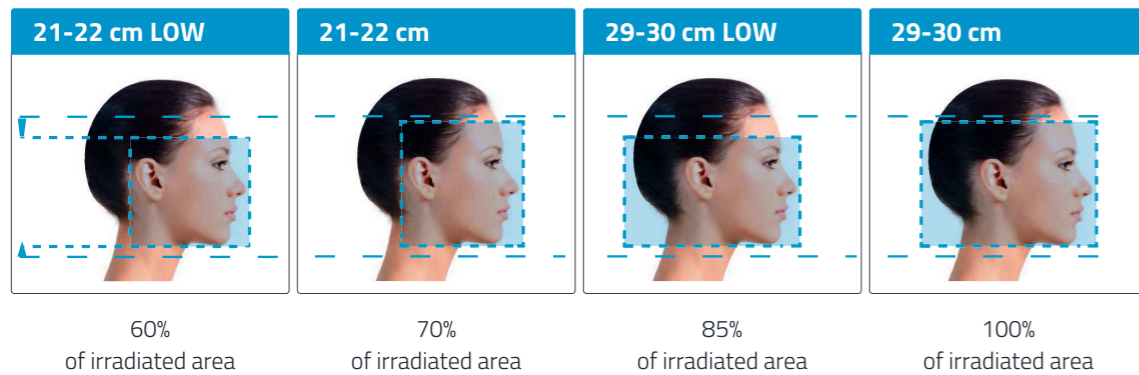 21-22 cm LOW
21-22 cm
29-30 cm LOW
29-30 cm
60%
of irradiated area
70%
of irradiated area
85%
of irradiated area
100%
of irradiated area